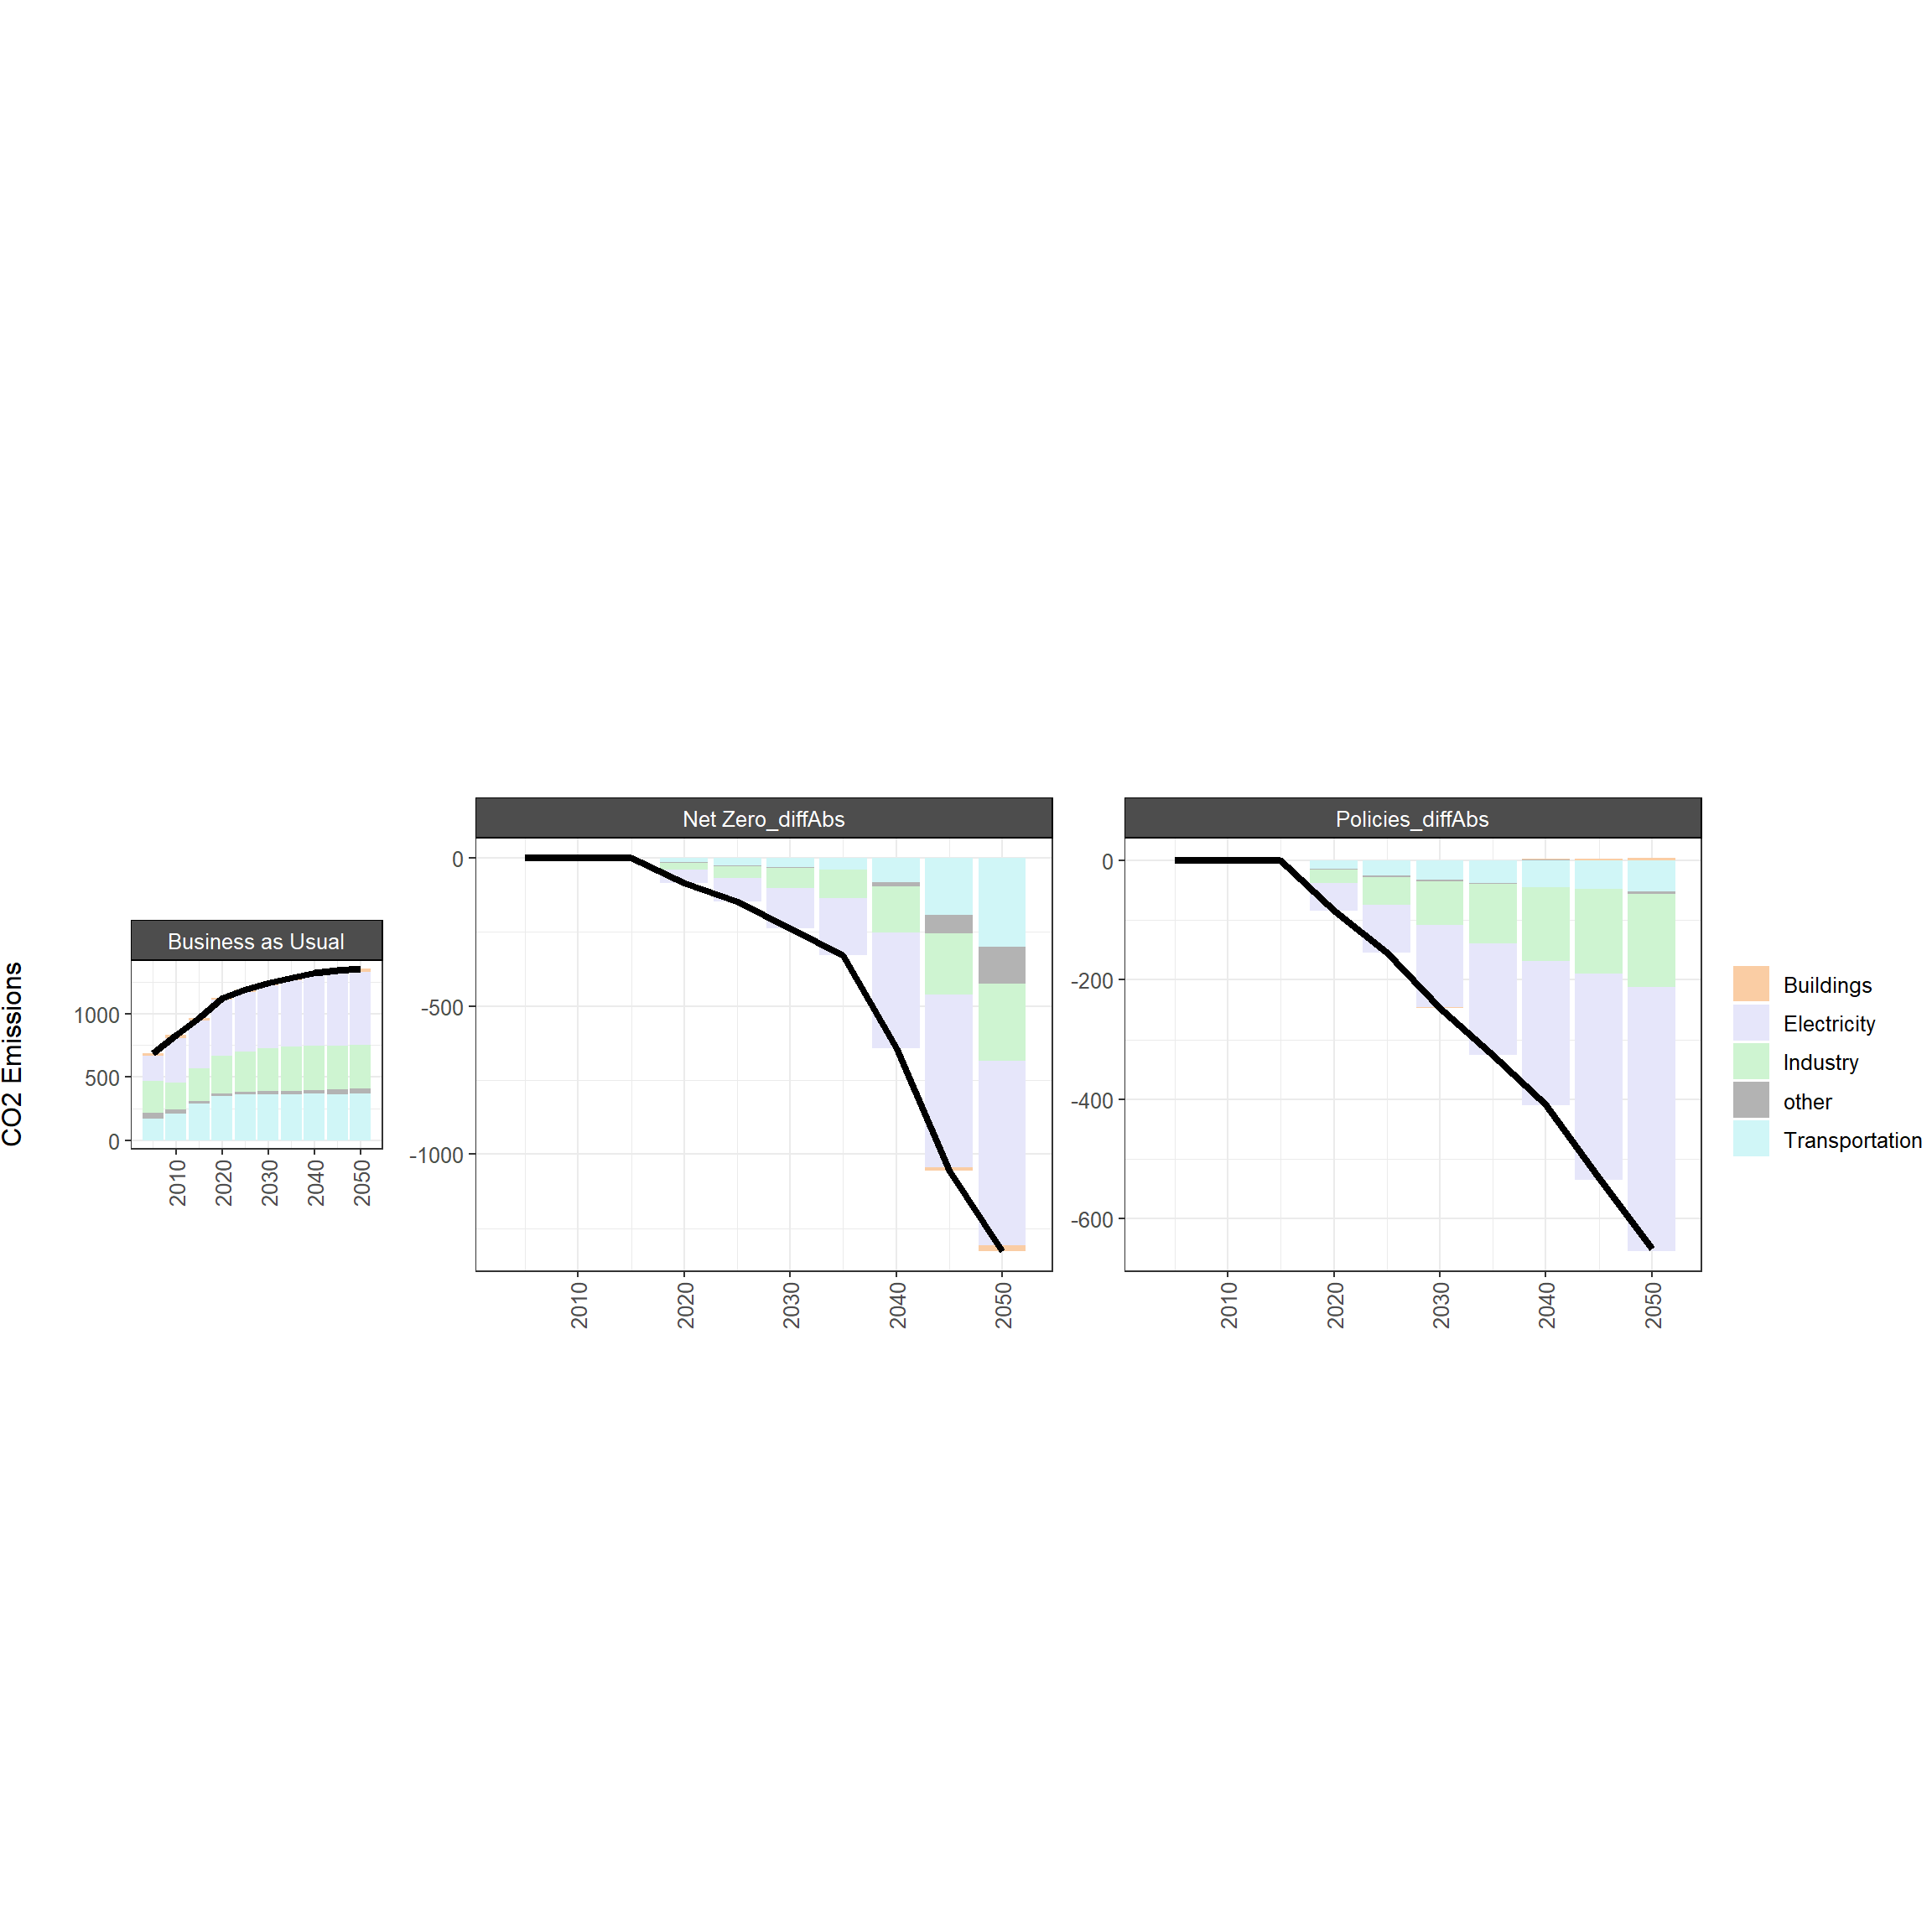 CO2 Emissions
Business as Usual
1000
500
0
2010
2020
2030
2040
2050
Net Zero_diffAbs
0
-500
-1000
2010
2020
2030
2040
2050
Policies_diffAbs
0
-200
-400
-600
2010
2020
2030
2040
2050
Buildings
Electricity
Industry
other
Transportation